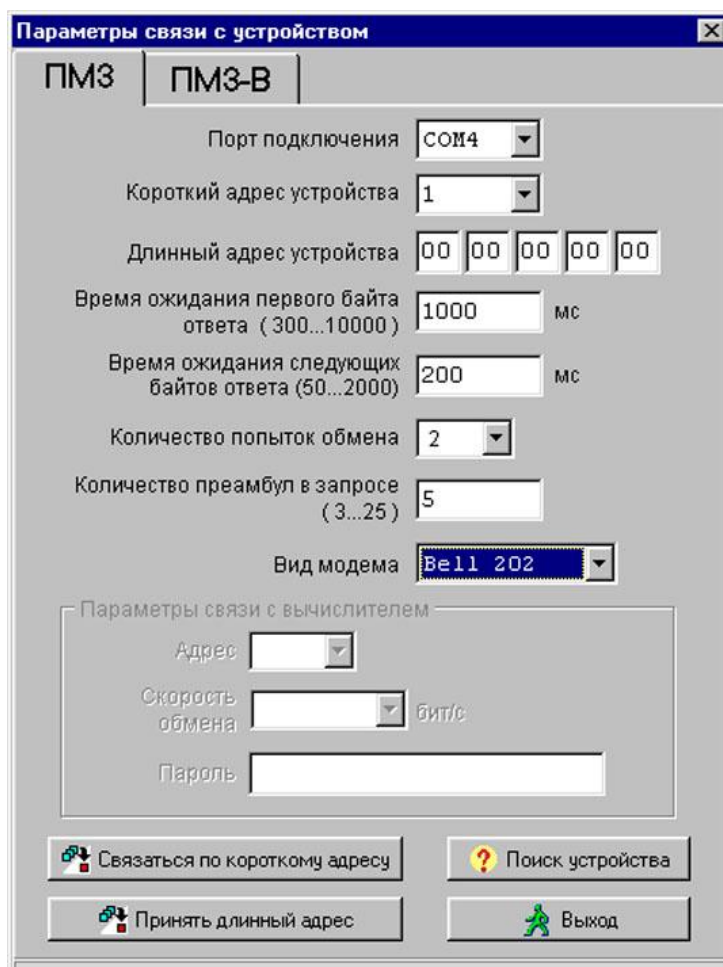 Параметры связи с устройством
ПМ3
ПМ3-В
Порт подключения COM4
Короткий адрес устройства 1
Длинный адрес устройства 00 00 00 00 00
Время ожидания первого байта
ответа ( 300...10000 ) 1000 мс
Время ожидания следующих
байтов ответа (50...2000) 200 мс
Количество попыток обмена 2
Количество преамбул в запросе
( 3...25 ) 5
Вид модема Bell 202
Параметры связи с вычислителем
Адрес
Скорость
обмена бит/с
Пароль
Связаться по короткому адресу
Поиск устройства
Принять длинный адрес
Выход